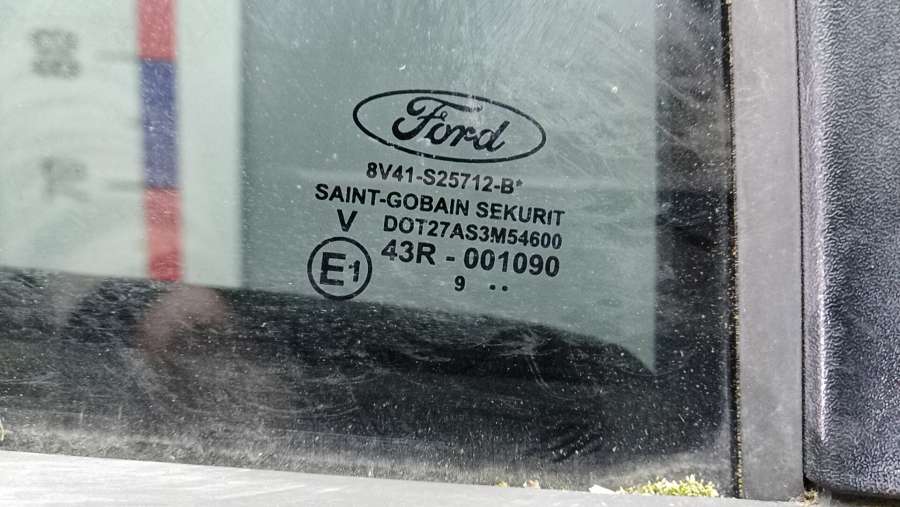 Ford
8V41-S25712-B*
SAINT-GOBAIN SEKURIT
V DOT27AS3M54600
E1 43R - 001090
9 ..